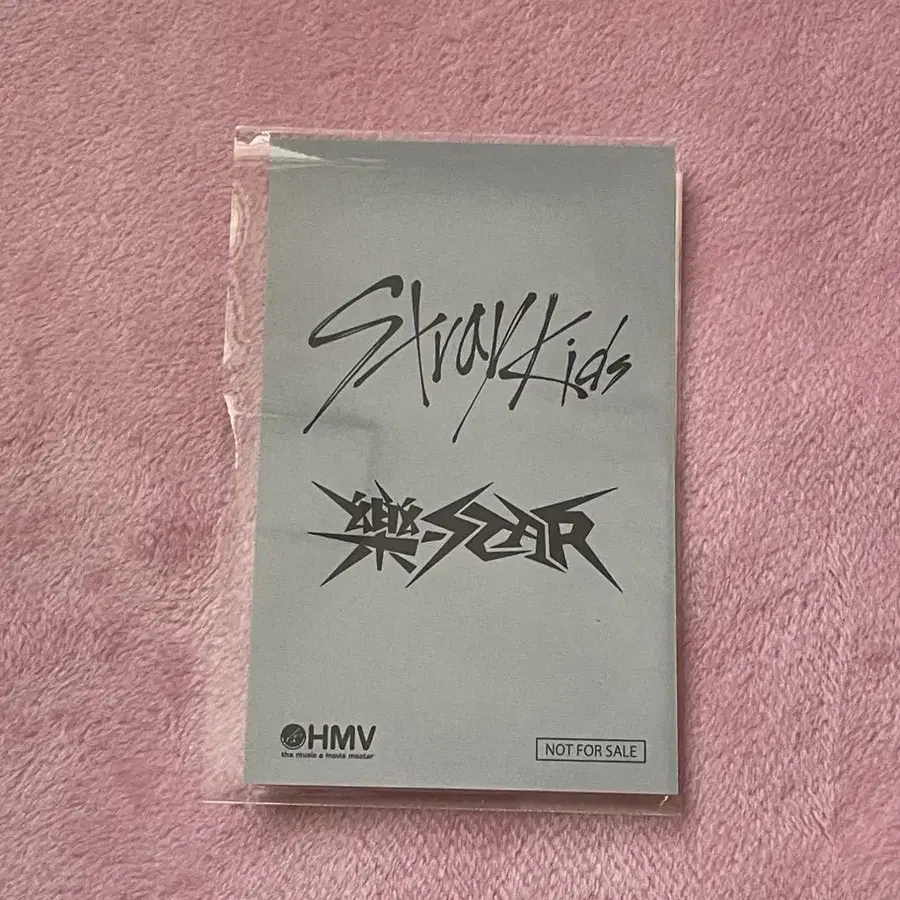 Stray Kids
樂-STAR
HMV
the music & movie master
NOT FOR SALE